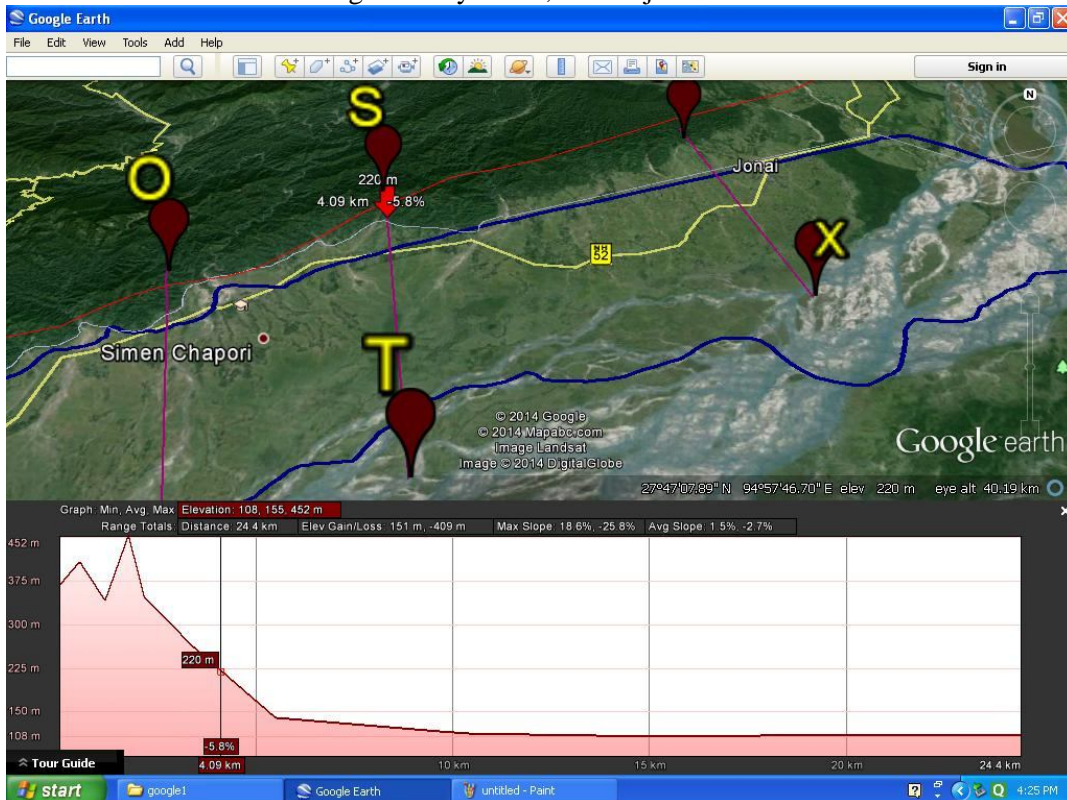 Google Earth
File Edit View Tools Add Help
Sign in
N
S
O
220 m
4.09 km -5.8%
Jonai
X
NH 52
Simen Chapori
T
© 2014 Google
© 2014 Mapabc.com
Image Landsat
Image © 2014 DigitalGlobe
Google earth
27°47'07.89" N 94°57'46.70" E elev 220 m eye alt 40.19 km
Graph: Min, Avg, Max Elevation: 108, 155, 452 m
Range Totals: Distance: 24.4 km Elev Gain/Loss: 151 m, -409 m Max Slope: 18.6%, -25.8% Avg Slope: 1.5%, -2.7%
452 m
375 m
300 m
225 m
220 m
150 m
108 m
-5.8%
4.09 km 10 km 15 km 20 km 24.4 km
Tour Guide
start google1 Google Earth untitled - Paint 4:25 PM